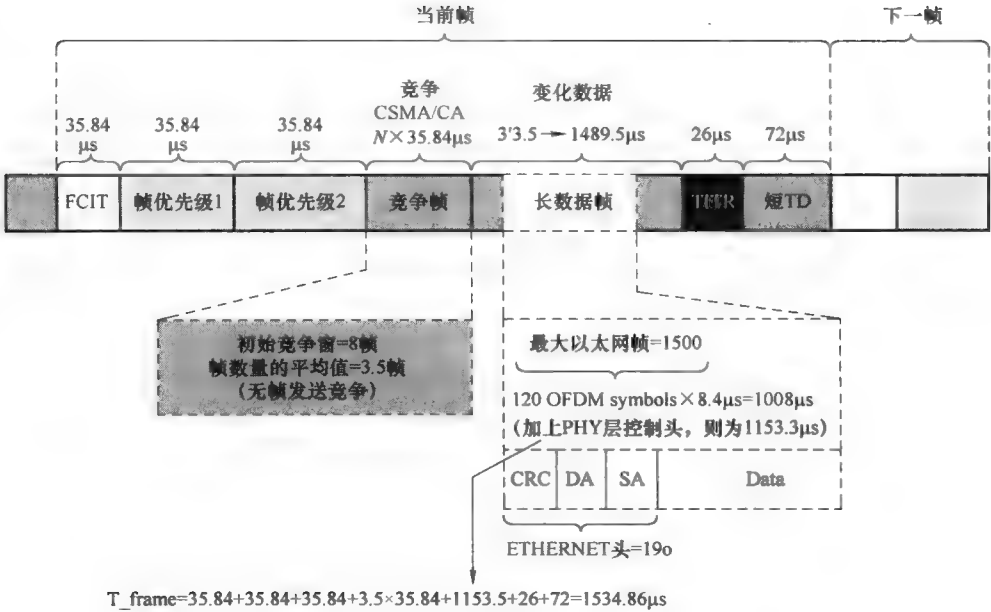 当前帧
下一帧
竞争
CSMA/CA
N×35.84μs
变化数据
3'3.5 → 1489.5μs
35.84
μs
35.84
μs
35.84
μs
26μs
72μs
FCIT
帧优先级1
帧优先级2
竞争帧
长数据帧
短TD
初始竞争窗=8帧
帧数量的平均值=3.5帧
（无帧发送竞争）
最大以太网帧=1500
120 OFDM symbols×8.4μs=1008μs
（加上PHY层控制头，则为1153.3μs）
CRC
DA
SA
Data
ETHERNET头=19o
T_frame=35.84+35.84+35.84+3.5×35.84+1153.5+26+72=1534.86μs